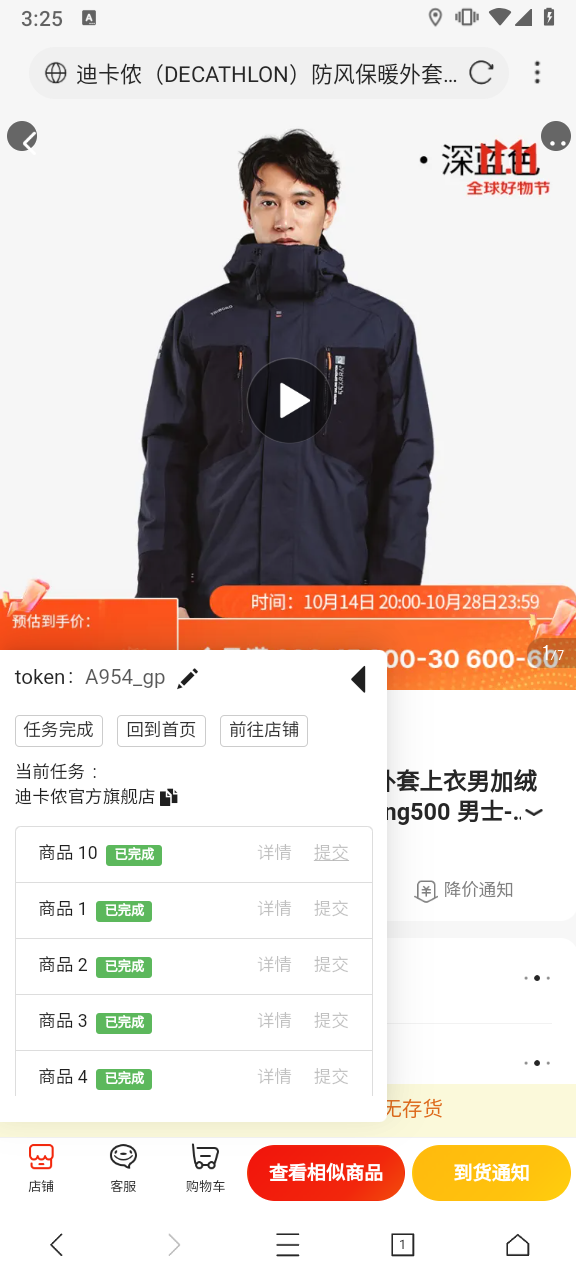 3:25
A
迪卡侬（DECATHLON）防风保暖外套...
• 深蓝色
11.11
全球好物节
时间：10月14日 20:00-10月28日23:59
预估到手价：
00-30 600-60
1/7
token：A954_gp
任务完成 回到首页 前往店铺
当前任务 ：
迪卡侬官方旗舰店
外套上衣男加绒
ng500 男士-..
商品 10 已完成 详情 提交
降价通知
商品 1 已完成 详情 提交
商品 2 已完成 详情 提交
商品 3 已完成 详情 提交
商品 4 已完成 详情 提交
无存货
店铺 客服 购物车 查看相似商品 到货通知
1